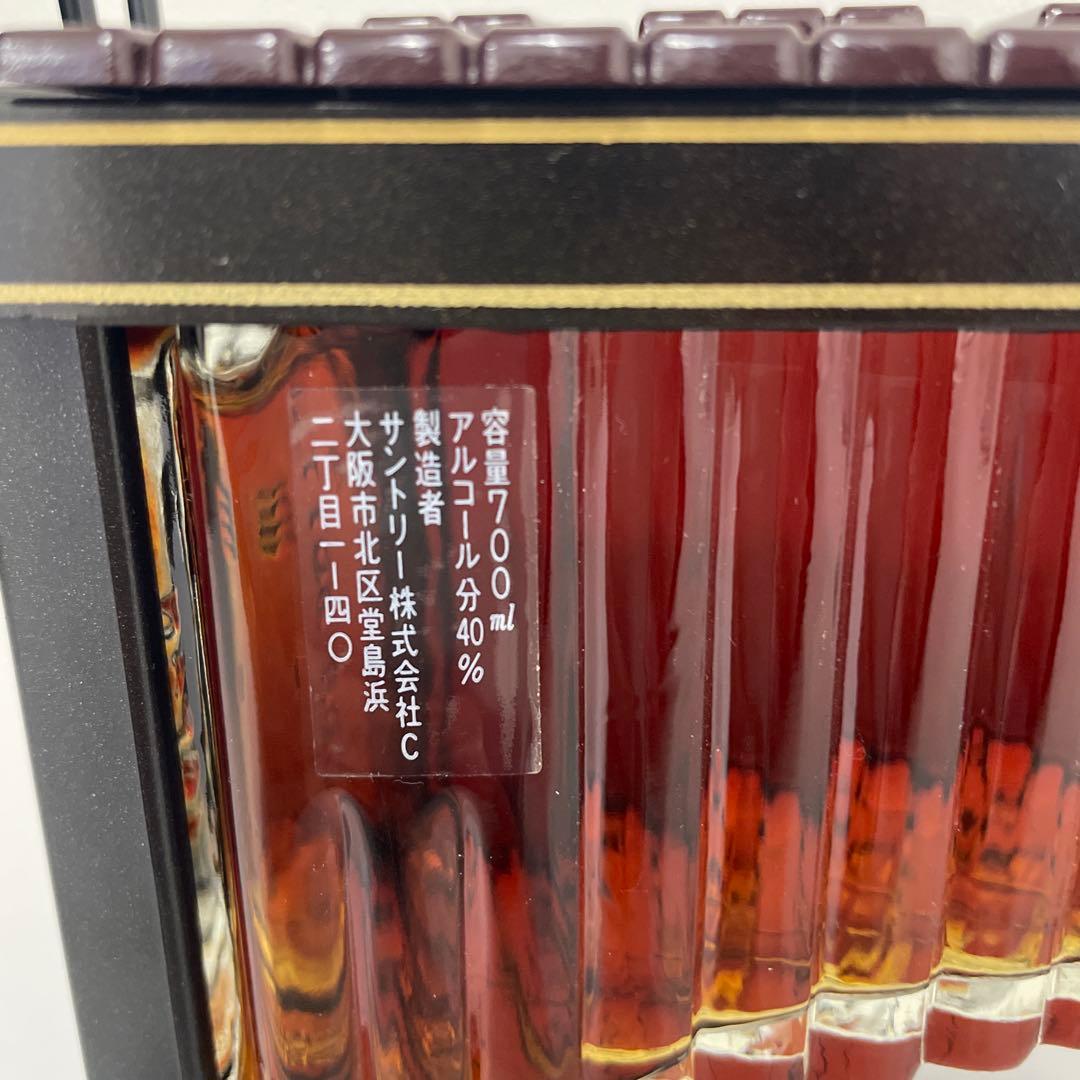 容量700ml
アルコール分40%
製造者
サントリー株式会社C
大阪市北区堂島浜
二丁目一ー四〇